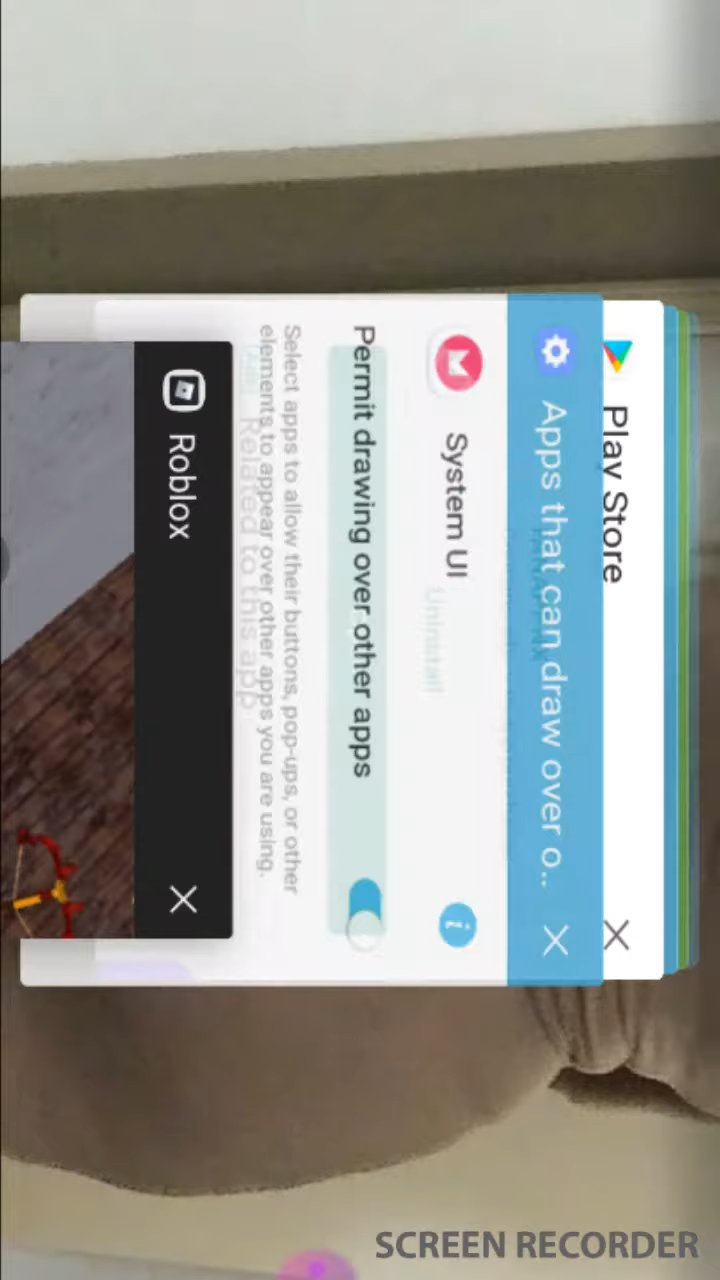 Play Store
Apps that can draw over o..
System UI
Uninstall
Permit drawing over other apps
Select apps to allow their buttons, pop-ups, or other
elements to appear over other apps you are using.
Related to this app
Roblox
SCREEN RECORDER